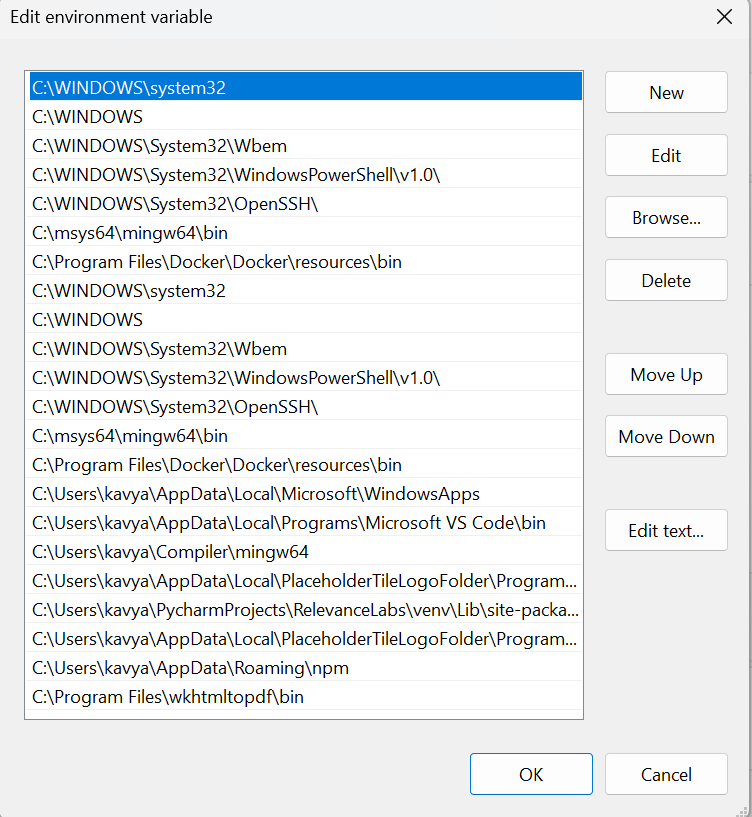 Edit environment variable
C:\WINDOWS\system32
New
C:\WINDOWS
C:\WINDOWS\System32\Wbem
Edit
C:\WINDOWS\System32\WindowsPowerShell\v1.0\
C:\WINDOWS\System32\OpenSSH\
Browse...
C:\msys64\mingw64\bin
C:\Program Files\Docker\Docker\resources\bin
Delete
C:\WINDOWS\system32
C:\WINDOWS
C:\WINDOWS\System32\Wbem
C:\WINDOWS\System32\WindowsPowerShell\v1.0\
Move Up
C:\WINDOWS\System32\OpenSSH\
C:\msys64\mingw64\bin
Move Down
C:\Program Files\Docker\Docker\resources\bin
C:\Users\kavya\AppData\Local\Microsoft\WindowsApps
C:\Users\kavya\AppData\Local\Programs\Microsoft VS Code\bin
Edit text...
C:\Users\kavya\Compiler\mingw64
C:\Users\kavya\AppData\Local\PlaceholderTileLogoFolder\Program...
C:\Users\kavya\PycharmProjects\RelevanceLabs\venv\Lib\site-packa...
C:\Users\kavya\AppData\Local\PlaceholderTileLogoFolder\Program...
C:\Users\kavya\AppData\Roaming\npm
C:\Program Files\wkhtmltopdf\bin
OK
Cancel